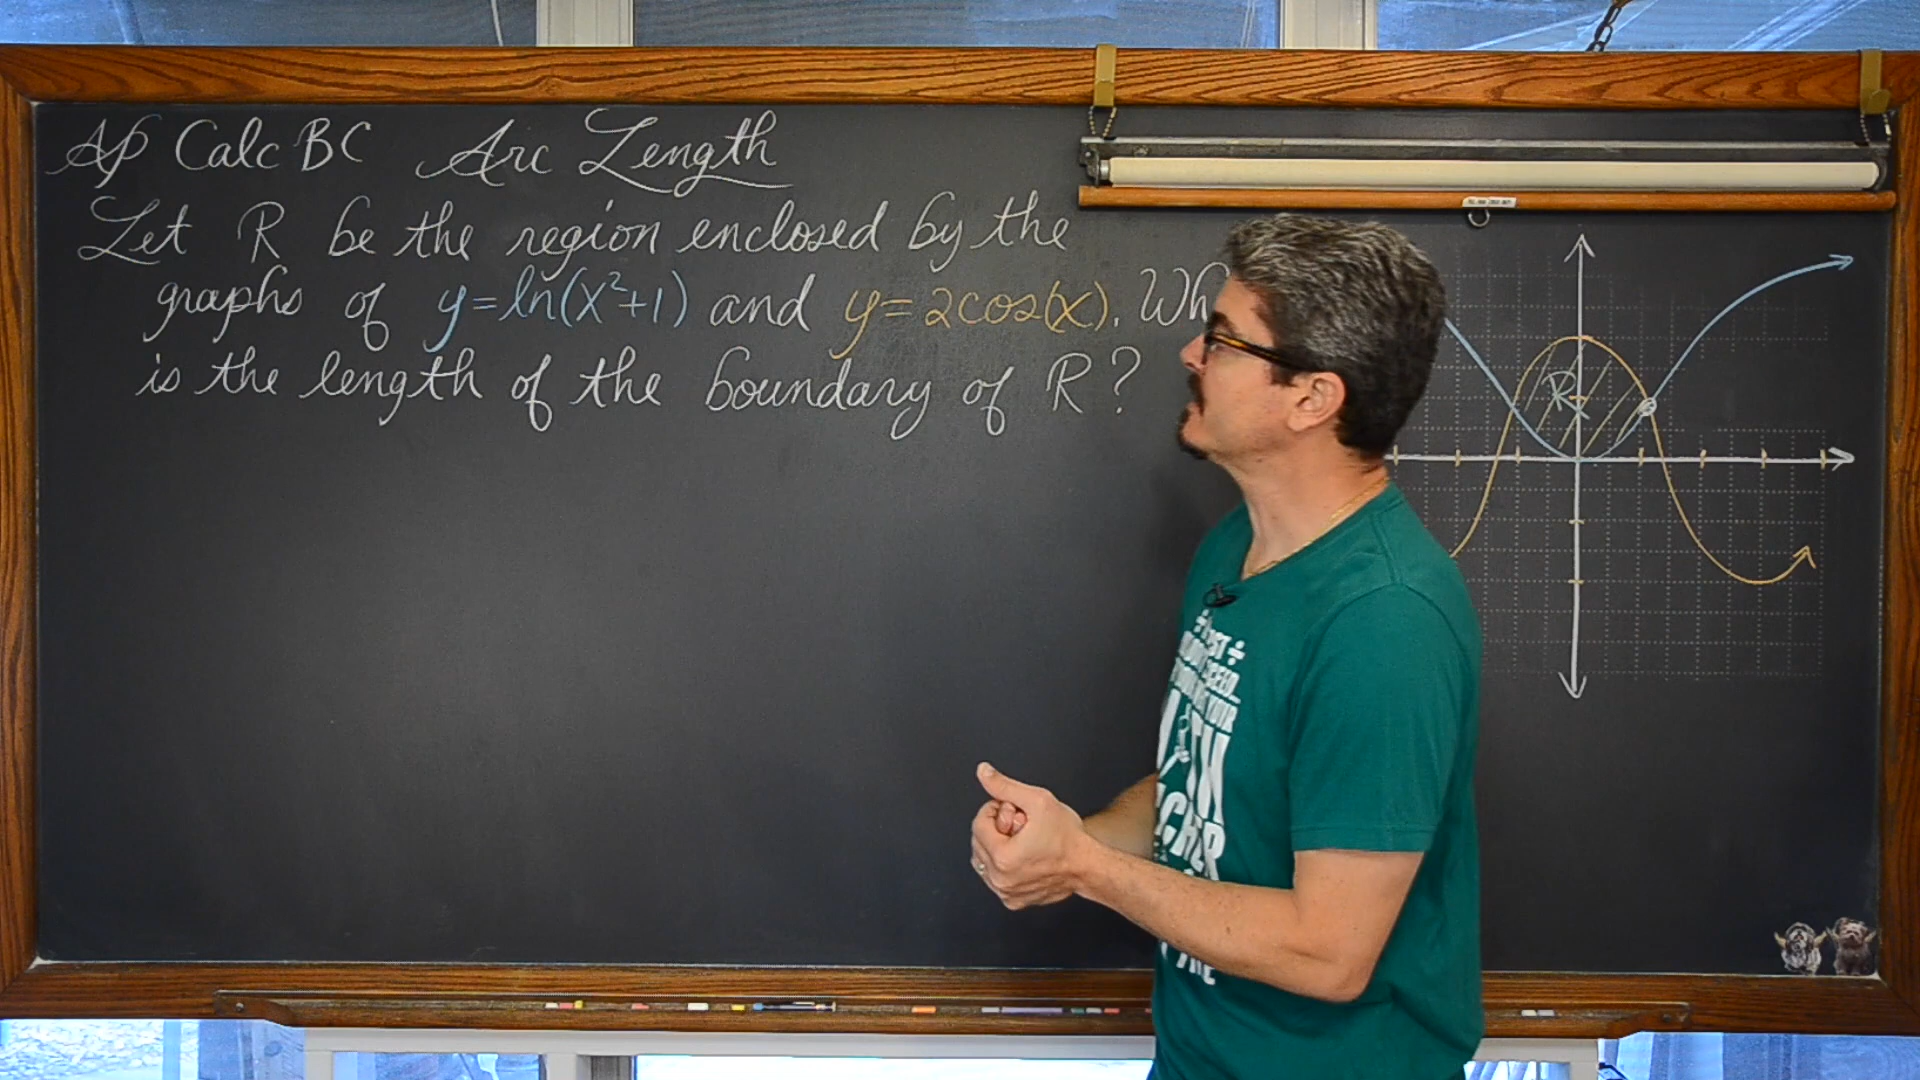 AP Calc BC Arc Length
Let R be the region enclosed by the
graphs of y=ln(x²+1) and y=2cos(x). Wh
is the length of the boundary of R?
R